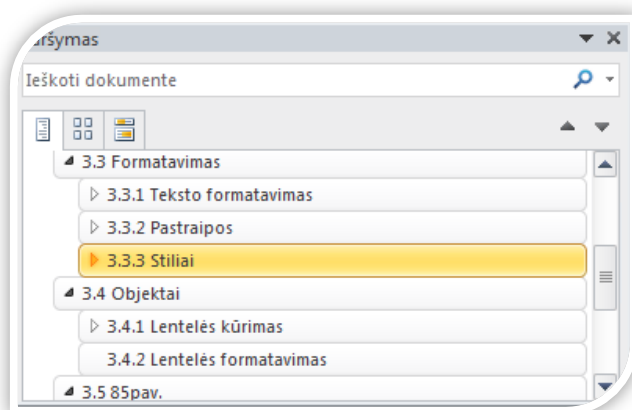 Ieškoti dokumente
3.3 Formatavimas
3.3.1 Teksto formatavimas
3.3.2 Pastraipos
3.3.3 Stiliai
3.4 Objektai
3.4.1 Lentelės kūrimas
3.4.2 Lentelės formatavimas
3.5 85pav.